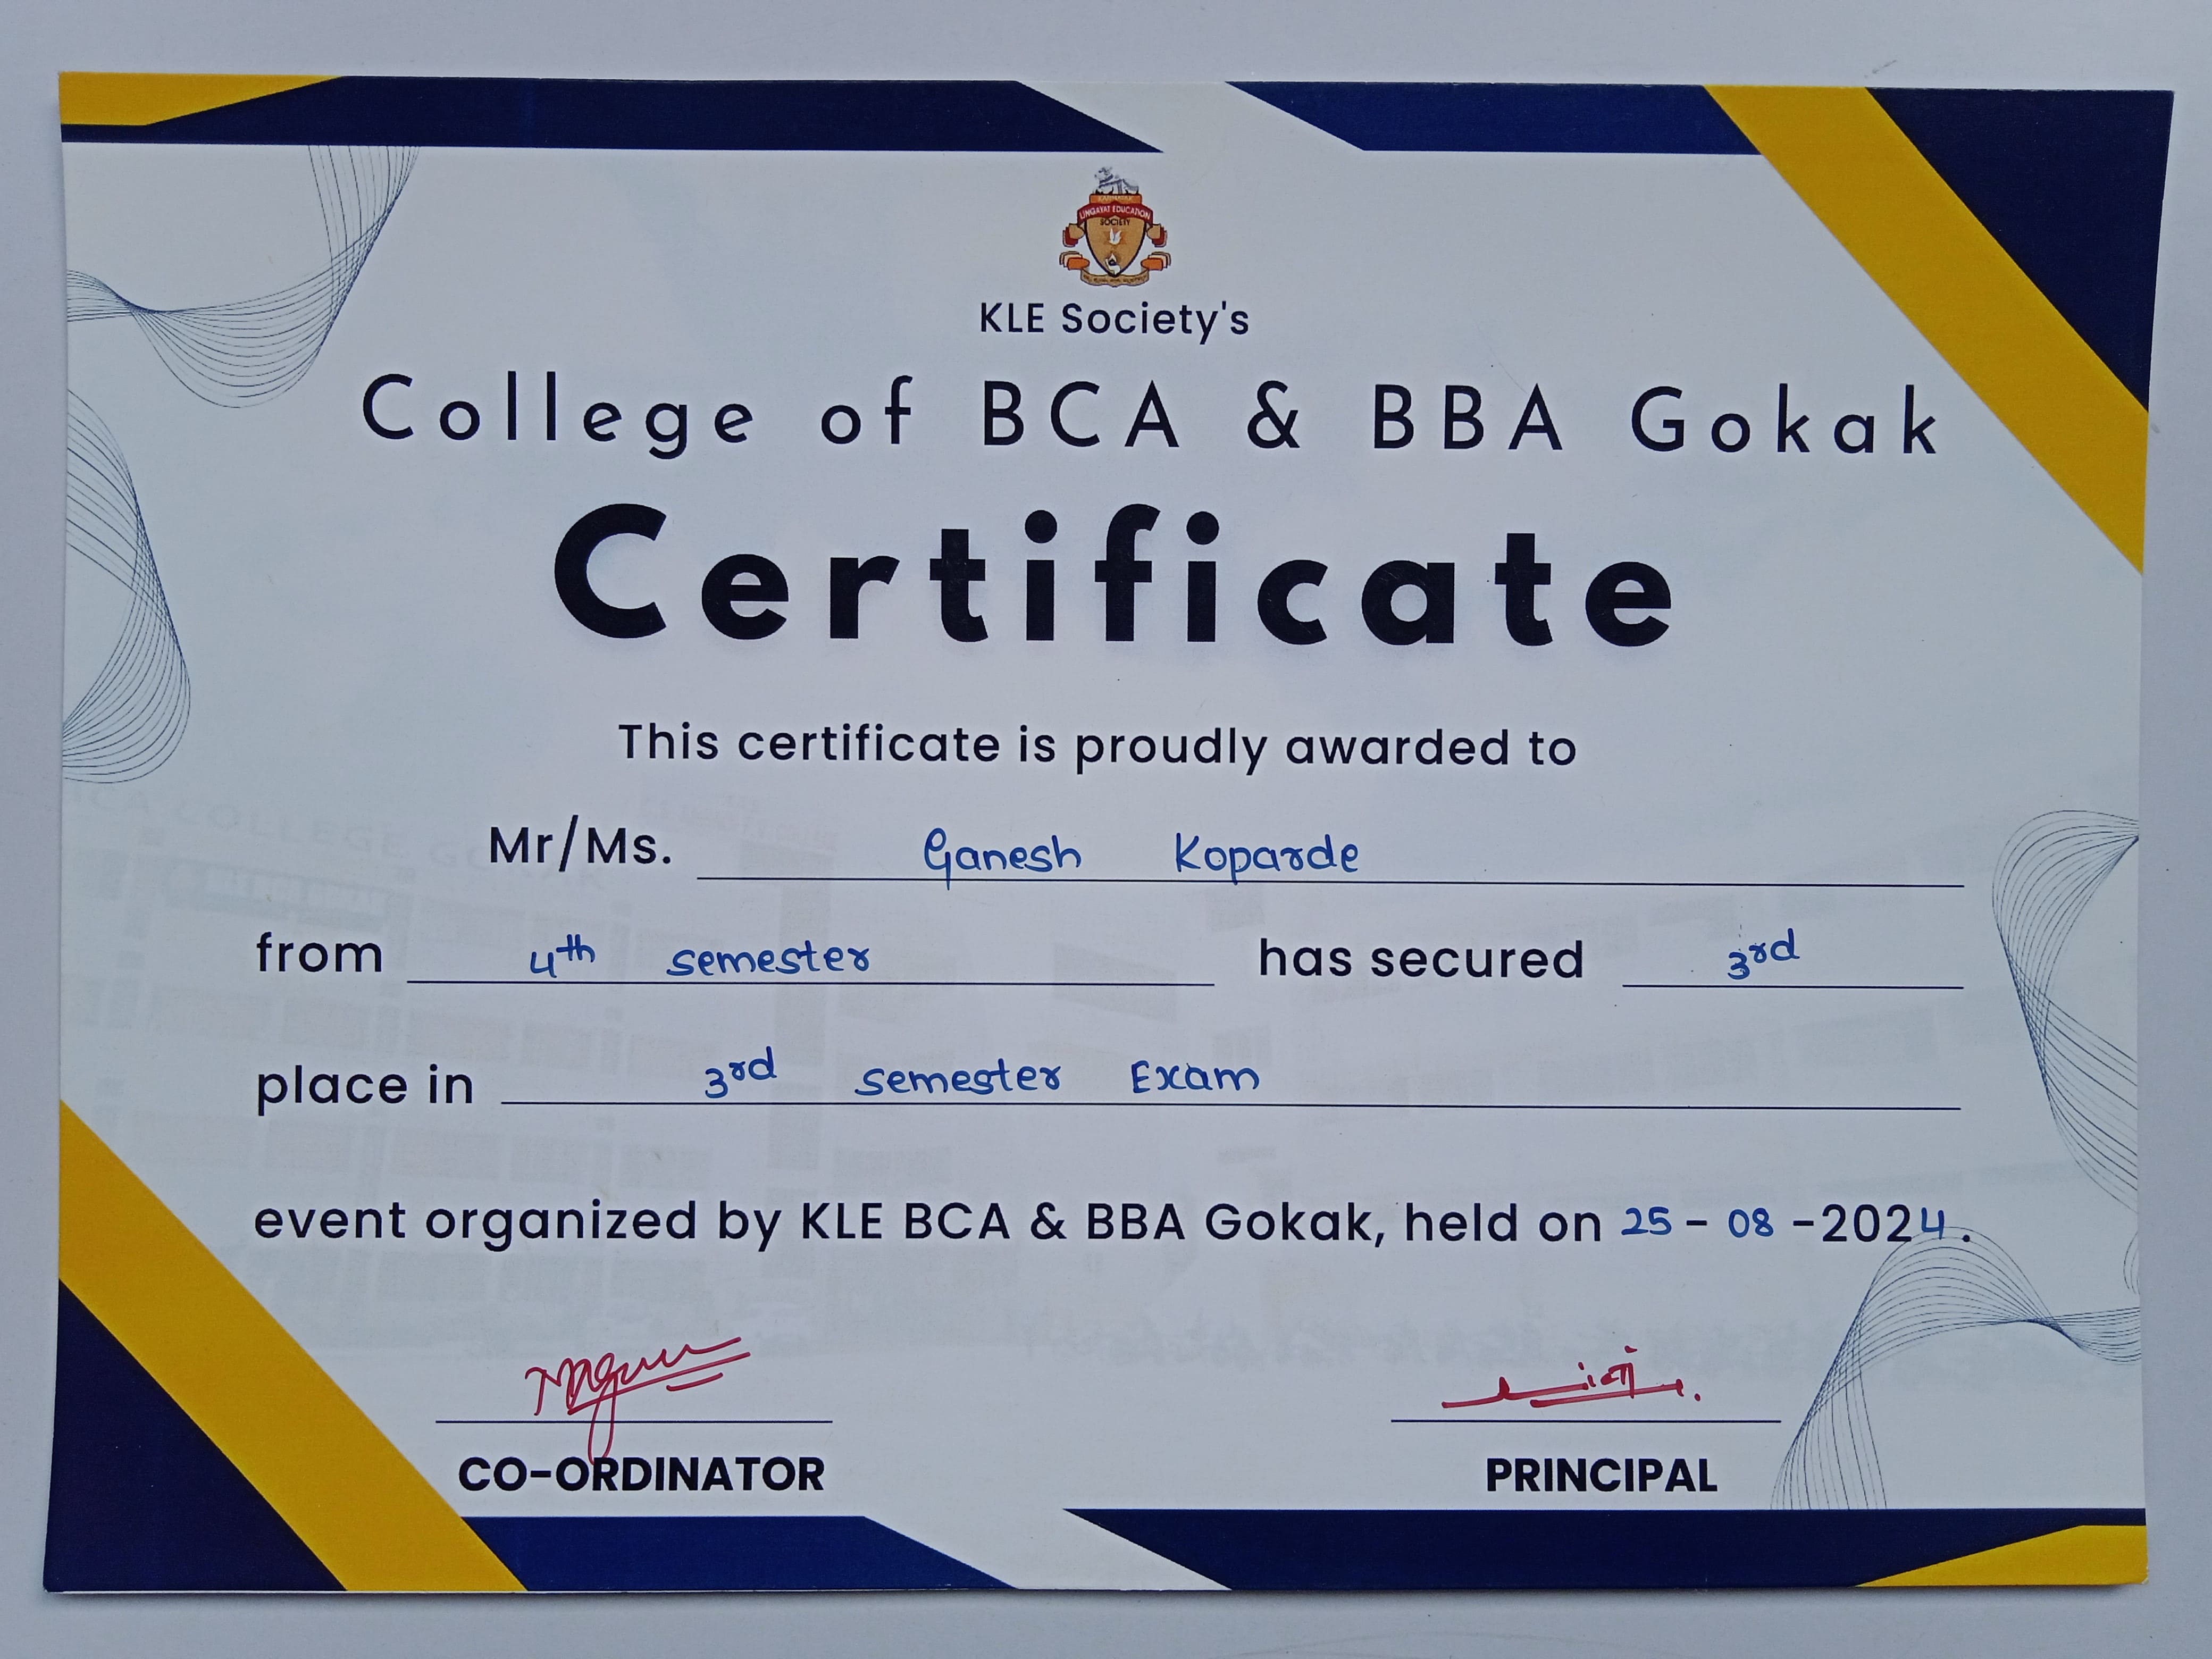 LINGAYAT EDUCATION
SOCIETY
KLE Society's
College of BCA & BBA Gokak
Certificate
This certificate is proudly awarded to
Mr/Ms. Ganesh Koparde
from 4th semester has secured 3rd
place in 3rd semester Exam
event organized by KLE BCA & BBA Gokak, held on 25 - 08 -2024.
CO-ORDINATOR PRINCIPAL